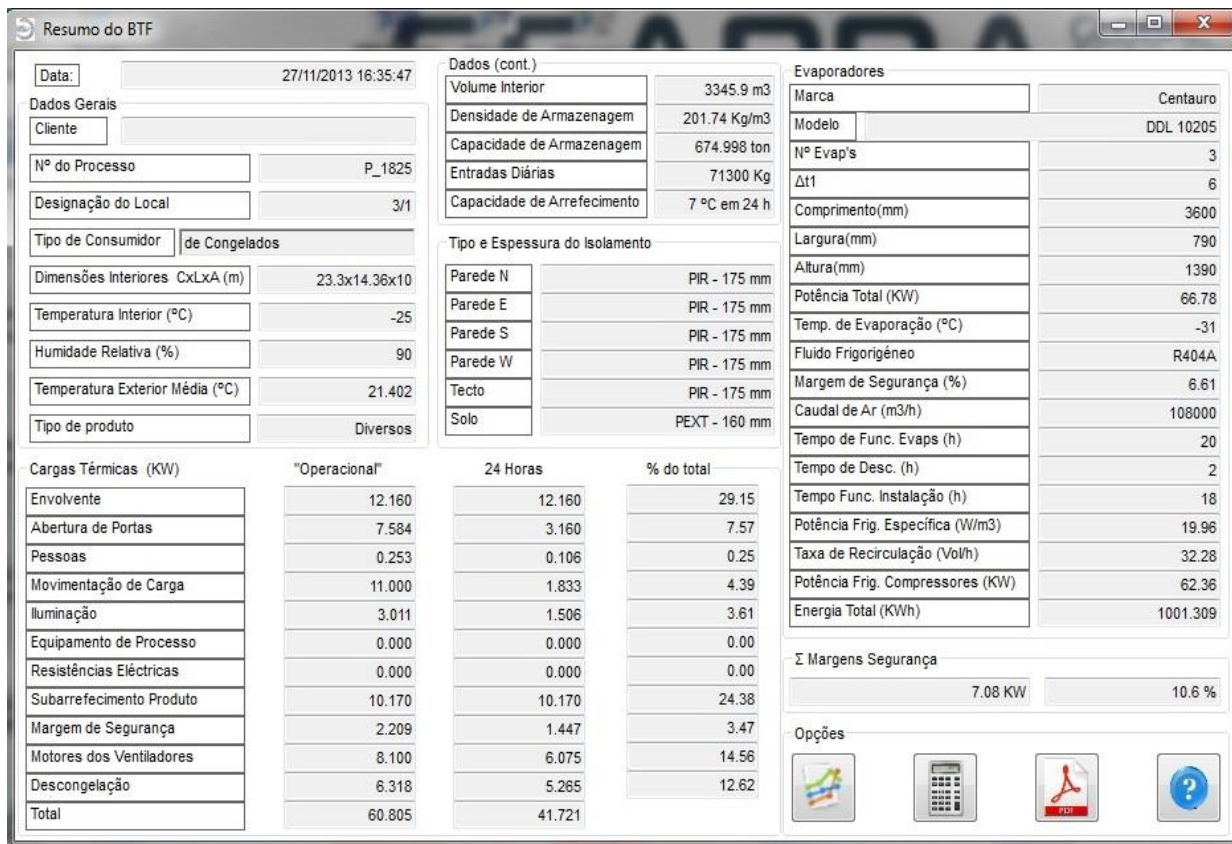 Resumo do BTF
Data: 27/11/2013 16:35:47
Dados Gerais
Cliente
Nº do Processo P_1825
Designação do Local 3/1
Tipo de Consumidor de Congelados
Dimensões Interiores CxLxA (m) 23.3x14.36x10
Temperatura Interior (ºC) -25
Humidade Relativa (%) 90
Temperatura Exterior Média (ºC) 21.402
Tipo de produto Diversos
Dados (cont.)
Volume Interior 3345.9 m3
Densidade de Armazenagem 201.74 Kg/m3
Capacidade de Armazenagem 674.998 ton
Entradas Diárias 71300 Kg
Capacidade de Arrefecimento 7 ºC em 24 h
Tipo e Espessura do Isolamento
Parede N PIR - 175 mm
Parede E PIR - 175 mm
Parede S PIR - 175 mm
Parede W PIR - 175 mm
Tecto PIR - 175 mm
Solo PEXT - 160 mm
Cargas Térmicas (KW) "Operacional" 24 Horas % do total
Envolvente 12.160 12.160 29.15
Abertura de Portas 7.584 3.160 7.57
Pessoas 0.253 0.106 0.25
Movimentação de Carga 11.000 1.833 4.39
Iluminação 3.011 1.506 3.61
Equipamento de Processo 0.000 0.000 0.00
Resistências Eléctricas 0.000 0.000 0.00
Subarrefecimento Produto 10.170 10.170 24.38
Margem de Segurança 2.209 1.447 3.47
Motores dos Ventiladores 8.100 6.075 14.56
Descongelação 6.318 5.265 12.62
Total 60.805 41.721
Evaporadores
Marca Centauro
Modelo DDL 10205
Nº Evap's 3
Δt1 6
Comprimento(mm) 3600
Largura(mm) 790
Altura(mm) 1390
Potência Total (KW) 66.78
Temp. de Evaporação (ºC) -31
Fluido Frigorigéneo R404A
Margem de Segurança (%) 6.61
Caudal de Ar (m3/h) 108000
Tempo de Func. Evaps (h) 20
Tempo de Desc. (h) 2
Tempo Func. Instalação (h) 18
Potência Frig. Específica (W/m3) 19.96
Taxa de Recirculação (Vol/h) 32.28
Potência Frig. Compressores (KW) 62.36
Energia Total (KWh) 1001.309
Σ Margens Segurança
7.08 KW 10.6 %
Opções
PDF
?